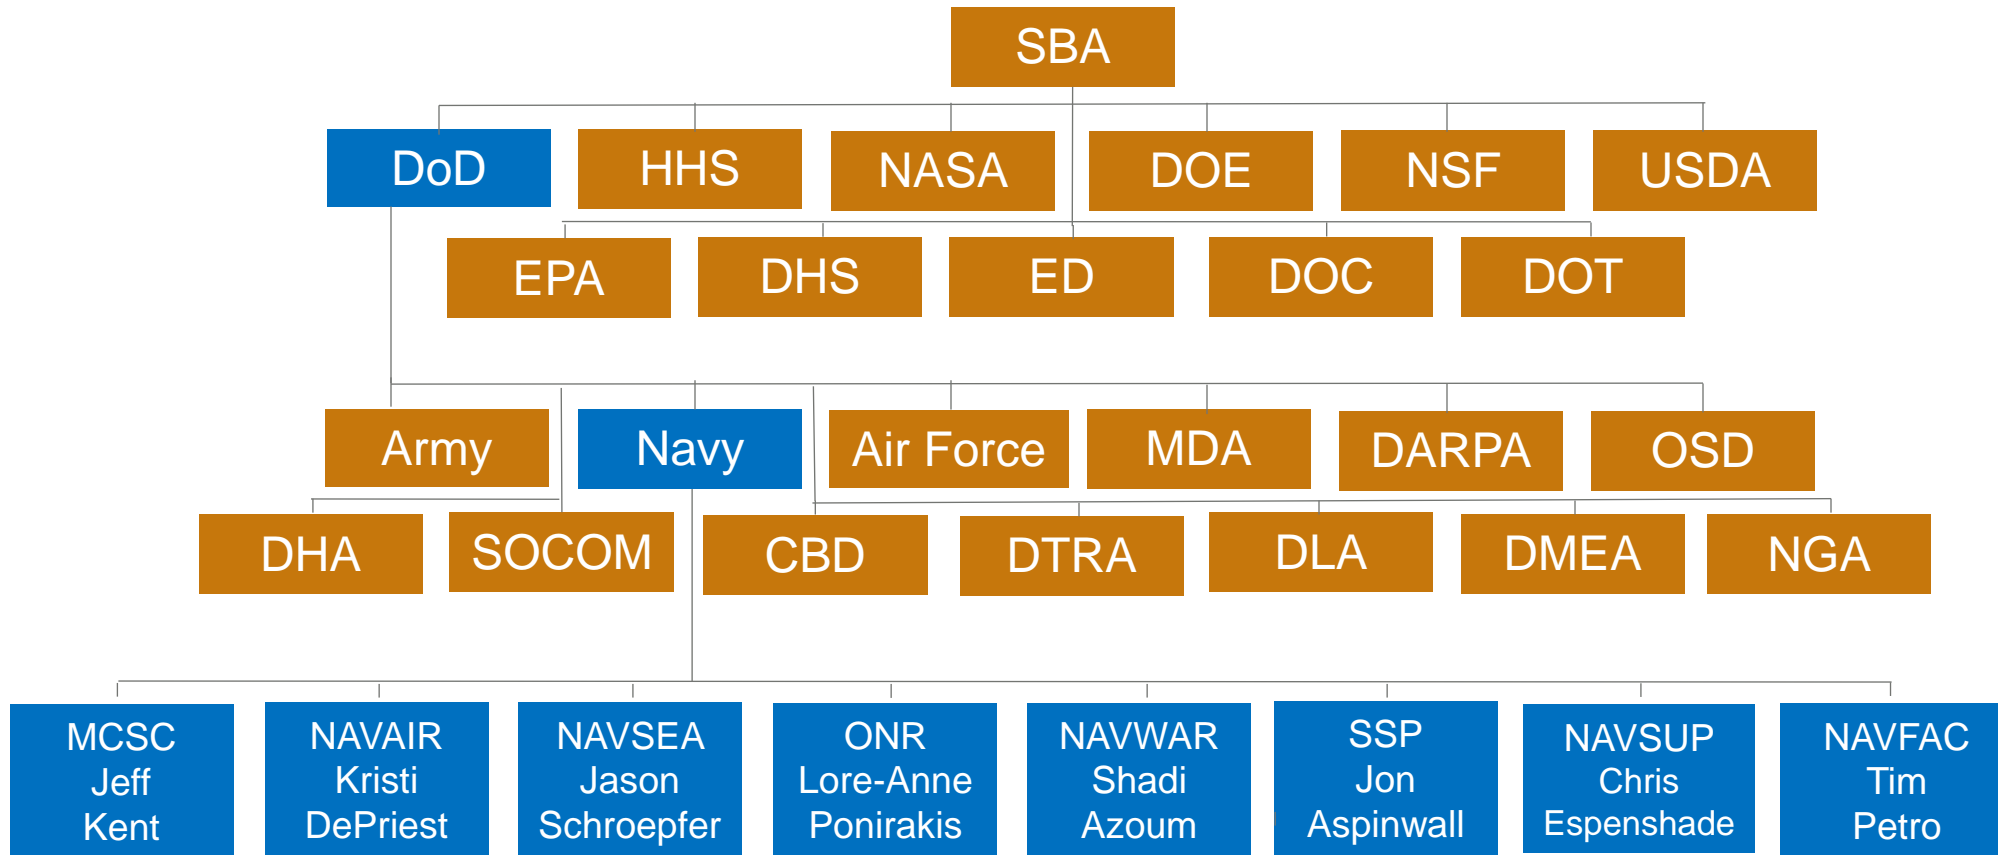 SBA
DoD
HHS
NASA
DOE
NSF
USDA
EPA
DHS
ED
DOC
DOT
Army
Navy
Air Force
MDA
DARPA
OSD
DHA
SOCOM
CBD
DTRA
DLA
DMEA
NGA
MCSC
Jeff
Kent
NAVAIR
Kristi
DePriest
NAVSEA
Jason
Schroepfer
ONR
Lore-Anne
Ponirakis
NAVWAR
Shadi
Azoum
SSP
Jon
Aspinwall
NAVSUP
Chris
Espenshade
NAVFAC
Tim
Petro